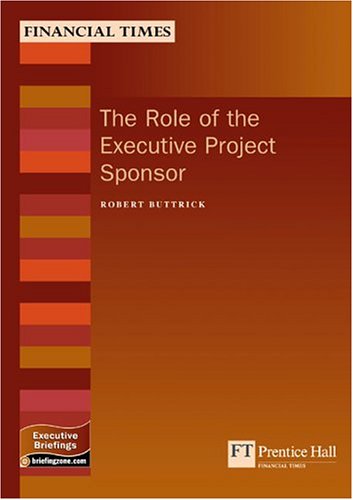 FINANCIAL TIMES
The Role of the
Executive Project
Sponsor
ROBERT BUTTRICK
Executive
Briefings
briefingzone.com
FT Prentice Hall
FINANCIAL TIMES